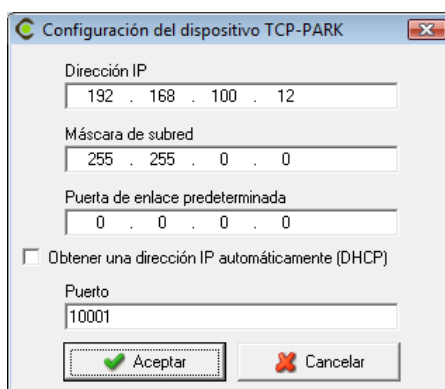 Configuración del dispositivo TCP-PARK
Dirección IP
192 . 168 . 100 . 12
Máscara de subred
255 . 255 . 0 . 0
Puerta de enlace predeterminada
0 . 0 . 0 . 0
Obtener una dirección IP automáticamente (DHCP)
Puerto
10001
Aceptar Cancelar